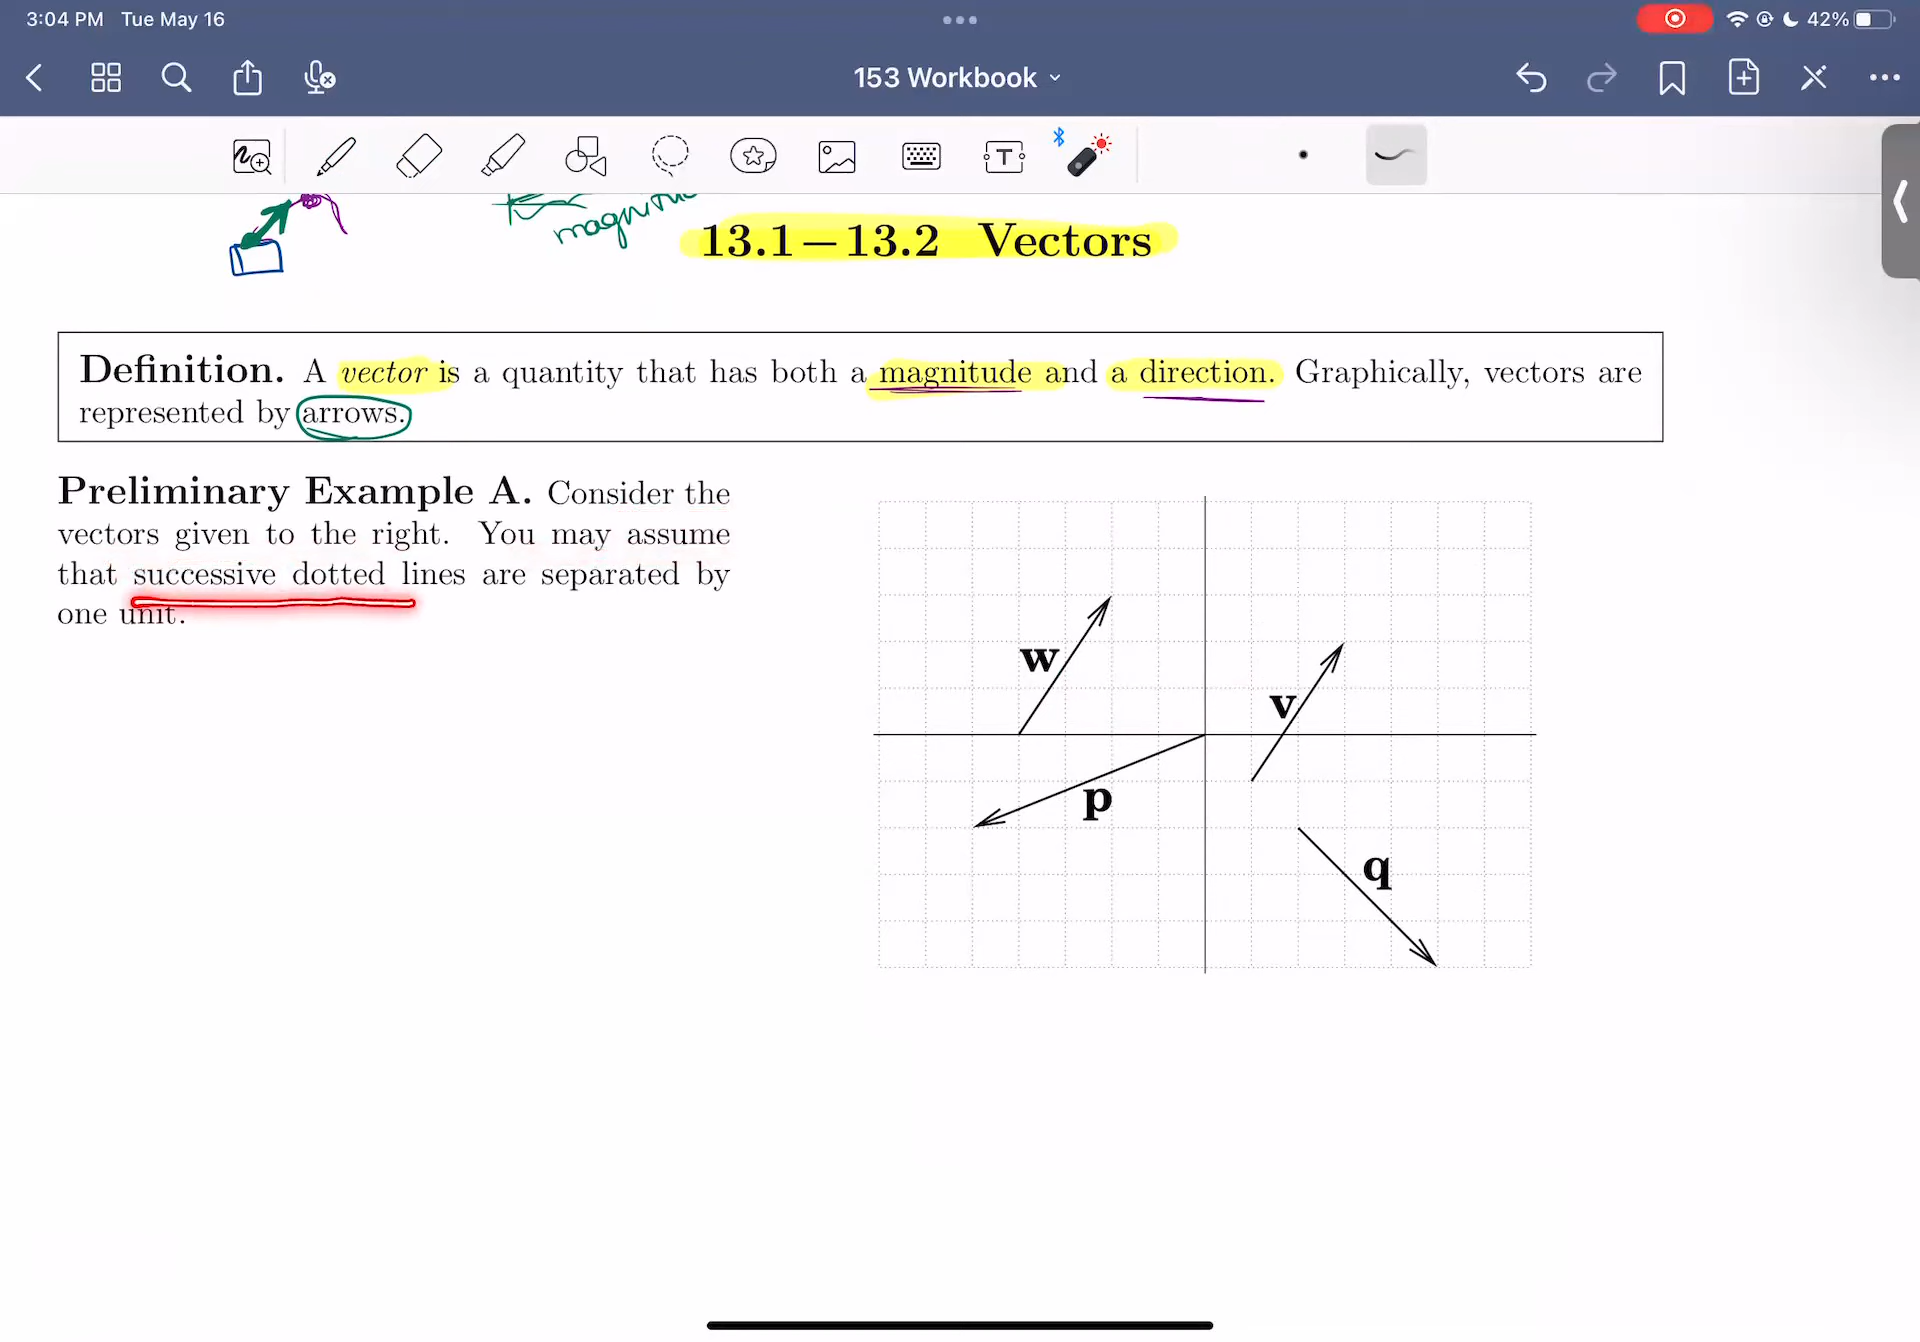 3:04 PM Tue May 16
42%
153 Workbook
T
13.1 – 13.2 Vectors
Definition. A vector is a quantity that has both a magnitude and a direction. Graphically, vectors are
represented by arrows.
Preliminary Example A. Consider the
vectors given to the right. You may assume
that successive dotted lines are separated by
one unit.
w
v
p
q